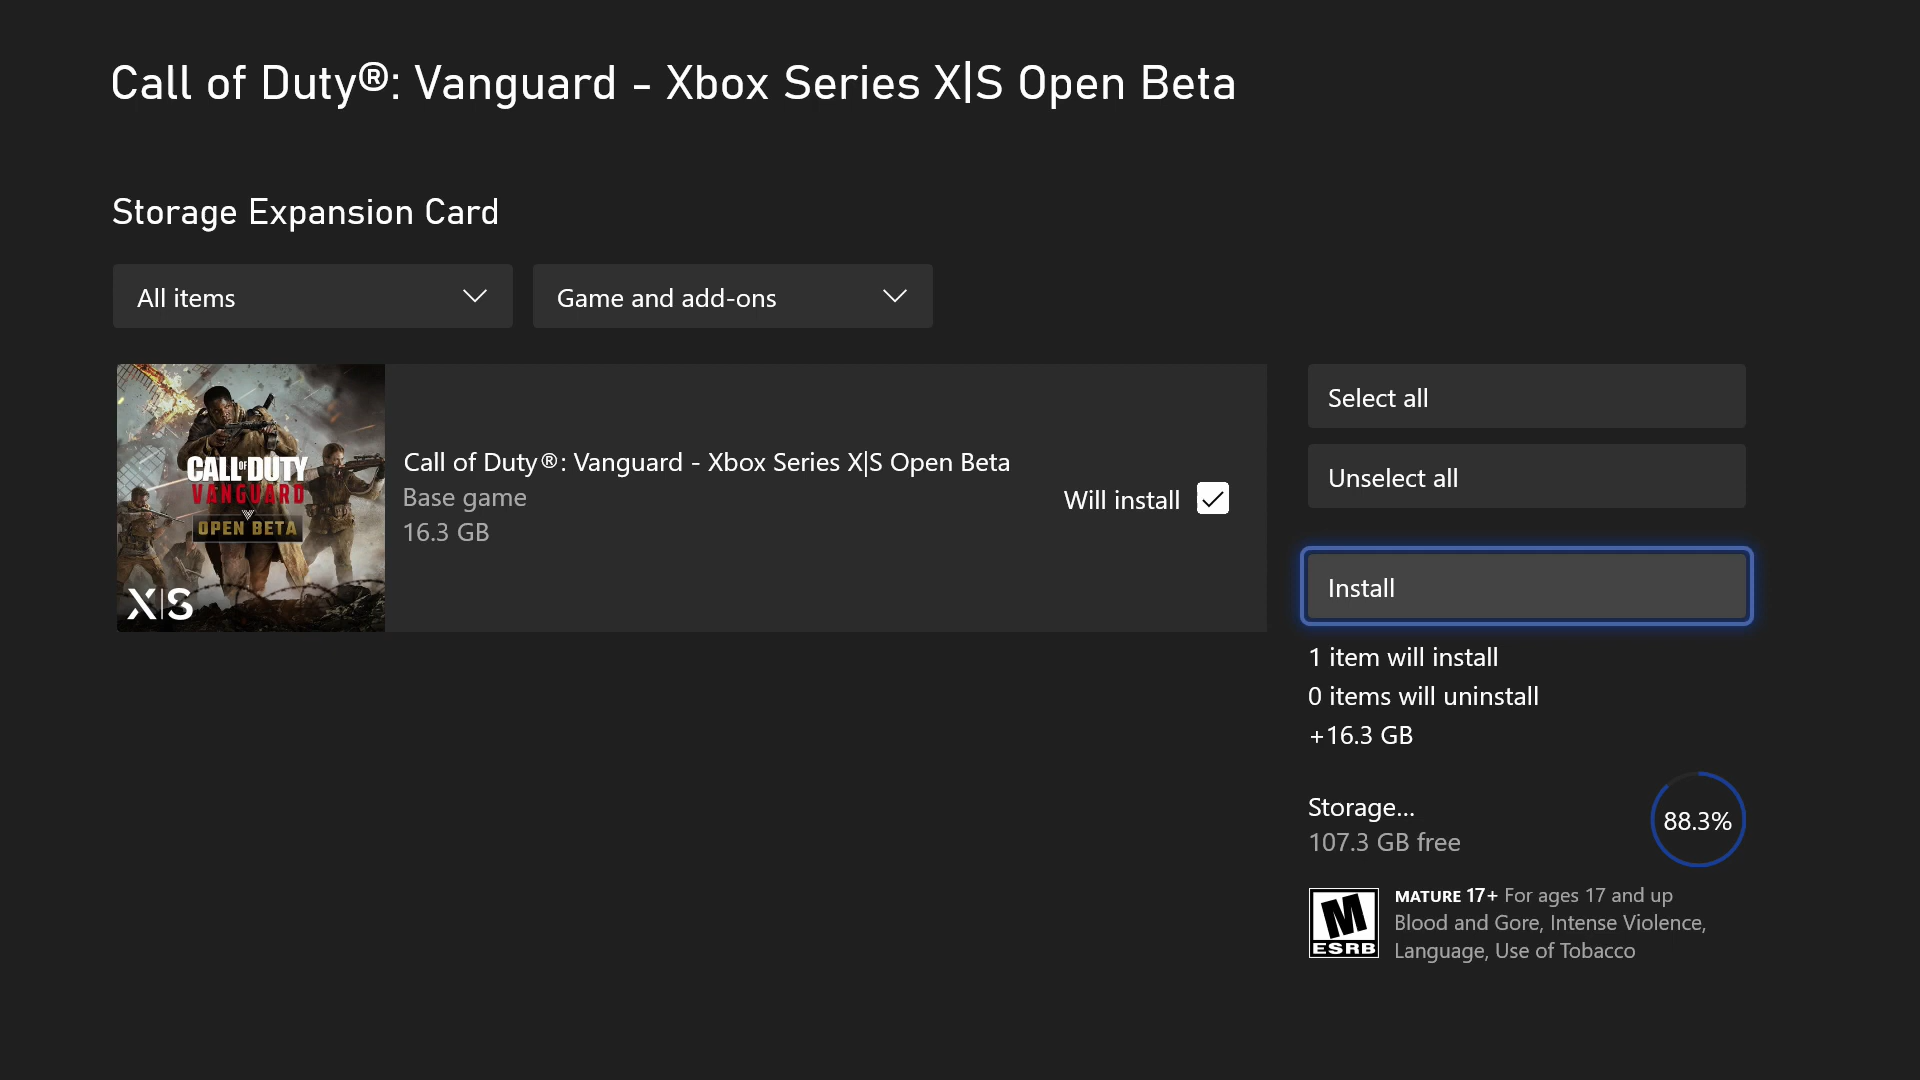 Call of Duty®: Vanguard - Xbox Series X|S Open Beta
Storage Expansion Card
All items
Game and add-ons
CALL OF DUTY
VANGUARD
OPEN BETA
X|S
Call of Duty®: Vanguard - Xbox Series X|S Open Beta
Base game
16.3 GB
Will install
Select all
Unselect all
Install
1 item will install
0 items will uninstall
+16.3 GB
Storage...
107.3 GB free
88.3%
M
ESRB
MATURE 17+ For ages 17 and up
Blood and Gore, Intense Violence,
Language, Use of Tobacco